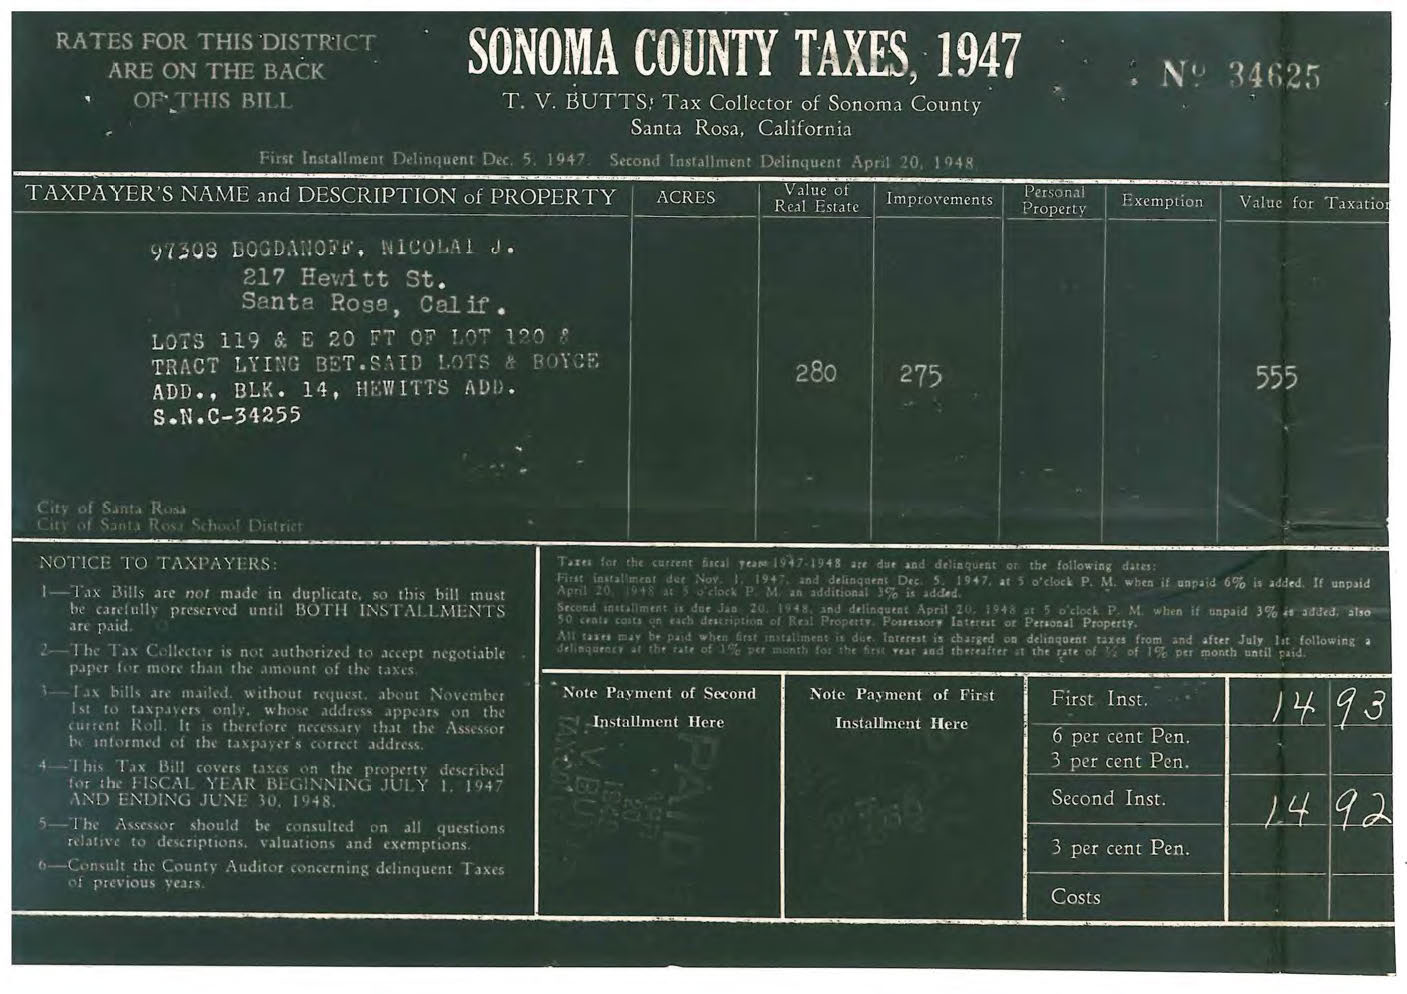 RATES FOR THIS DISTRICT
ARE ON THE BACK
OF THIS BILL
SONOMA COUNTY TAXES, 1947
T. V. BUTTS, Tax Collector of Sonoma County
Santa Rosa, California
Nº 34625
First Installment Delinquent Dec. 5, 1947. Second Installment Delinquent April 20, 1948
TAXPAYER'S NAME and DESCRIPTION of PROPERTY
ACRES
Value of
Real Estate
Improvements
Personal
Property
Exemption
Value for Taxation
97308 BOGDANOFF, NICOLAI J.
217 Hewitt St.
Santa Rosa, Calif.
LOTS 119 & E 20 FT OF LOT 120 &
TRACT LYING BET.SAID LOTS & BOYCE
ADD., BLK. 14, HEWITTS ADD.
S.N.C-34255
280
275
555
City of Santa Rosa
City of Santa Rosa School District
NOTICE TO TAXPAYERS:
1—Tax Bills are not made in duplicate, so this bill must
be carefully preserved until BOTH INSTALLMENTS
are paid.
2—The Tax Collector is not authorized to accept negotiable
paper for more than the amount of the taxes.
3—Tax bills are mailed, without request, about November
1st to taxpayers only, whose address appears on the
current Roll. It is therefore necessary that the Assessor
be informed of the taxpayer's correct address.
4—This Tax Bill covers taxes on the property described
for the FISCAL YEAR BEGINNING JULY 1, 1947
AND ENDING JUNE 30, 1948.
5—The Assessor should be consulted on all questions
relative to descriptions, valuations and exemptions.
6—Consult the County Auditor concerning delinquent Taxes
of previous years.
Taxes for the current fiscal year 1947-1948 are due and delinquent on the following dates:
First installment due Nov. 1, 1947, and delinquent Dec. 5, 1947, at 5 o'clock P. M. when if unpaid 6% is added. If unpaid
April 20, 1948 at 5 o'clock P. M. an additional 3% is added.
Second installment is due Jan. 20, 1948, and delinquent April 20, 1948 at 5 o'clock P. M. when if unpaid 3% is added, also
50 cents costs on each description of Real Property, Possessory Interest or Personal Property.
All taxes may be paid when first installment is due. Interest is charged on delinquent taxes from and after July 1st following a
delinquency at the rate of 1% per month for the first year and thereafter at the rate of ½ of 1% per month until paid.
Note Payment of Second
Installment Here
Note Payment of First
Installment Here
PAID
First Inst.
14 93
6 per cent Pen.
3 per cent Pen.
Second Inst.
14 92
3 per cent Pen.
Costs